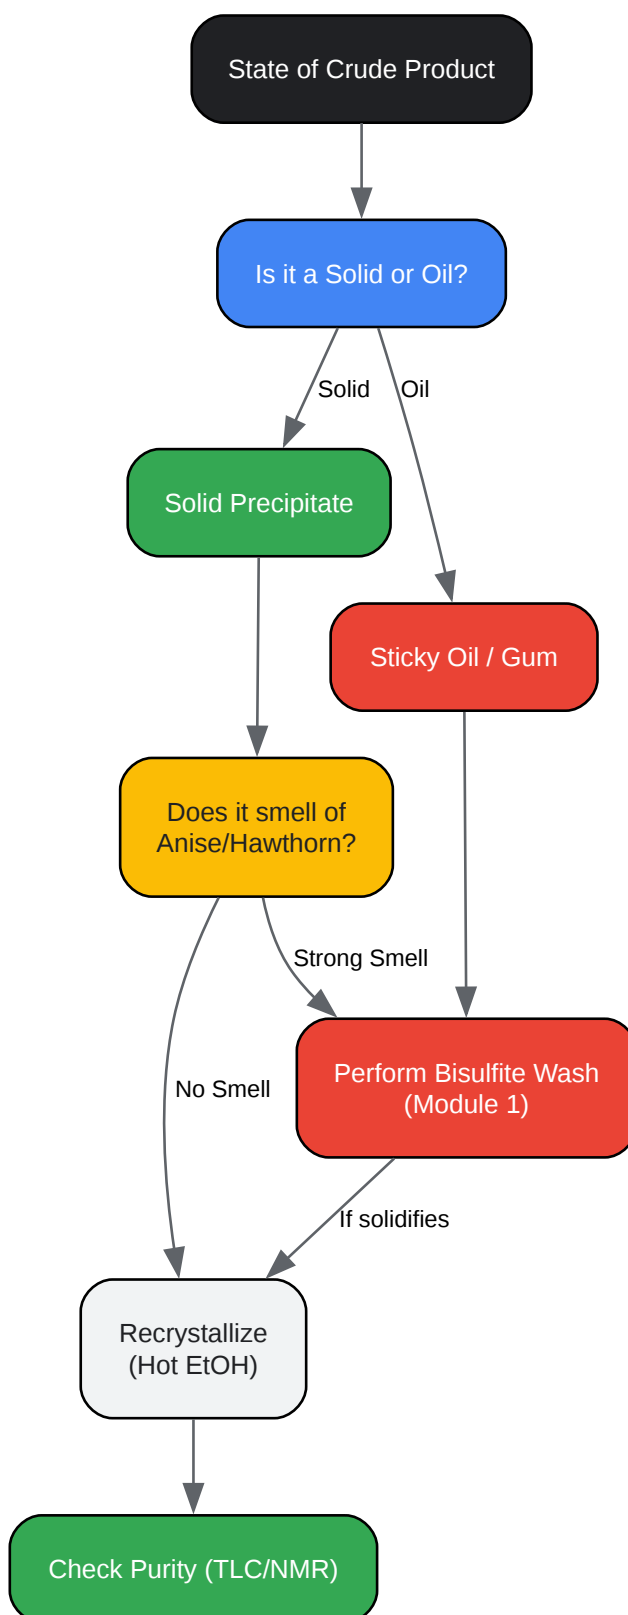 State of Crude Product
Is it a Solid or Oil?
Solid
Oil
Solid Precipitate
Sticky Oil / Gum
Does it smell of
Anise/Hawthorn?
Strong Smell
No Smell
Perform Bisulfite Wash
(Module 1)
If solidifies
Recrystallize
(Hot EtOH)
Check Purity (TLC/NMR)